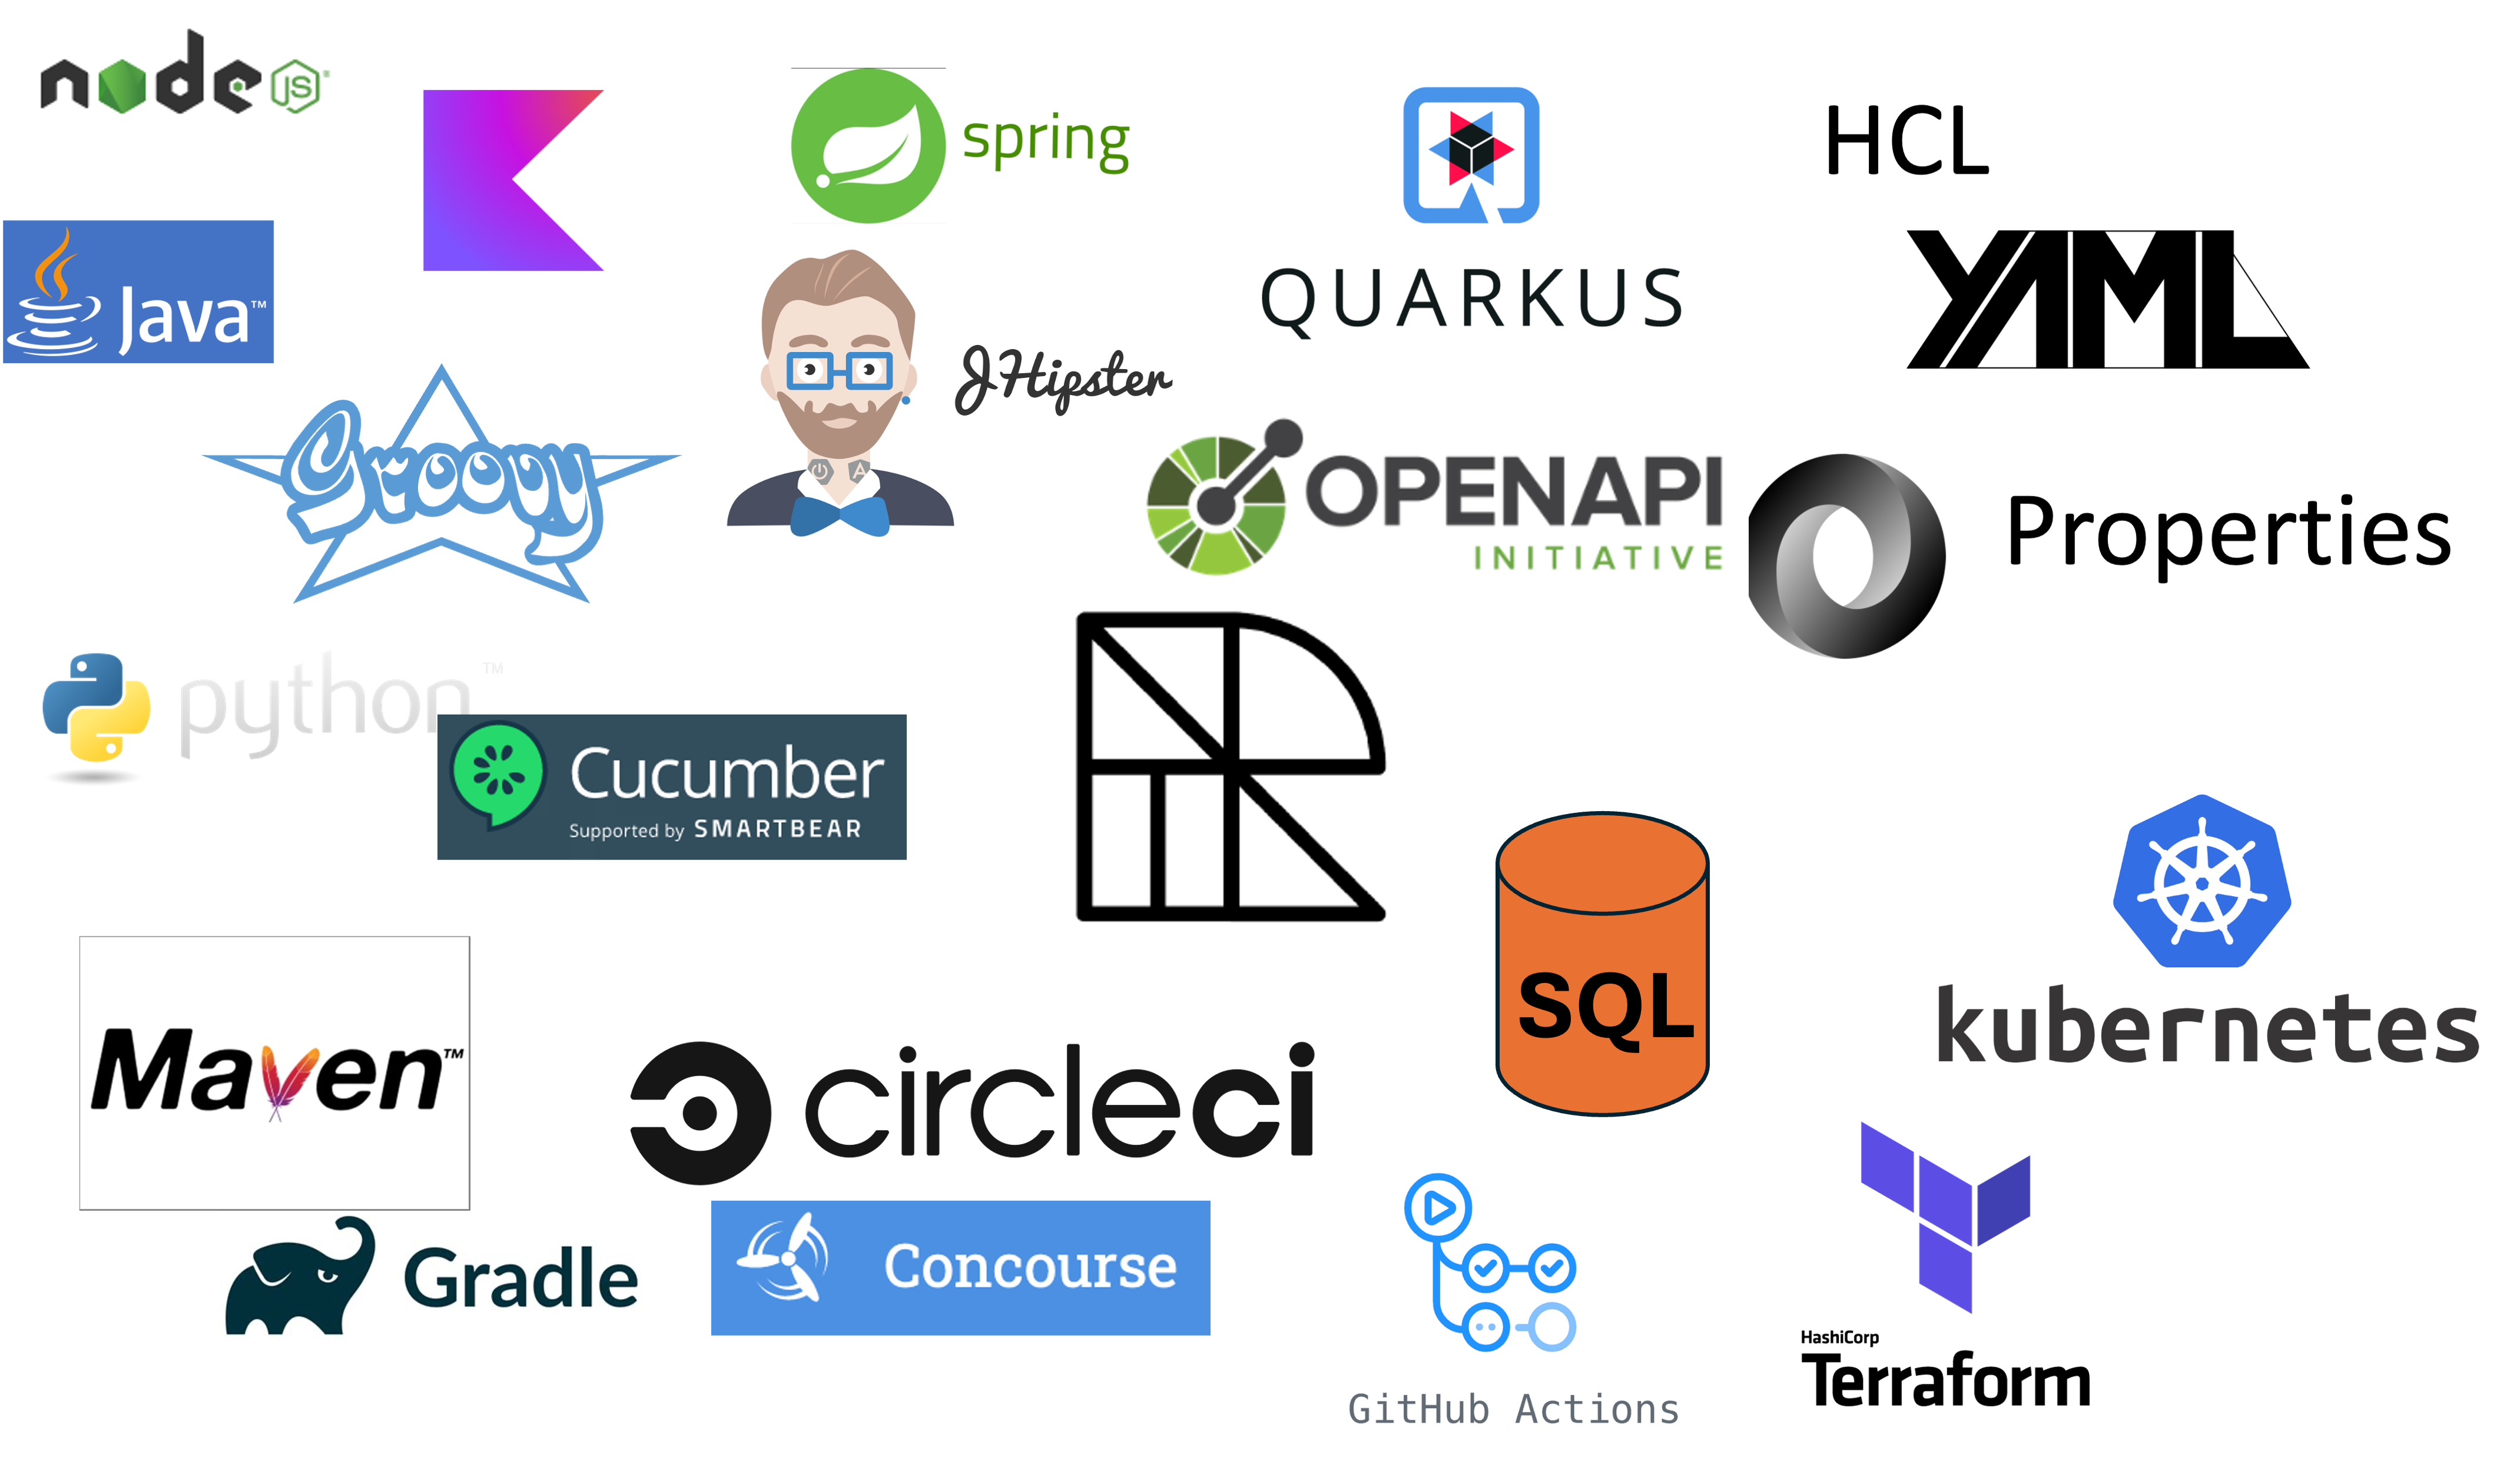 node JS®
spring
HCL
Java™
QUARKUS
YAML
JHipster
Groovy
OPENAPI
INITIATIVE
Properties
python™
Cucumber
Supported by SMARTBEAR
SQL
kubernetes
Maven™
circleci
Gradle
Concourse
HashiCorp
Terraform
GitHub Actions